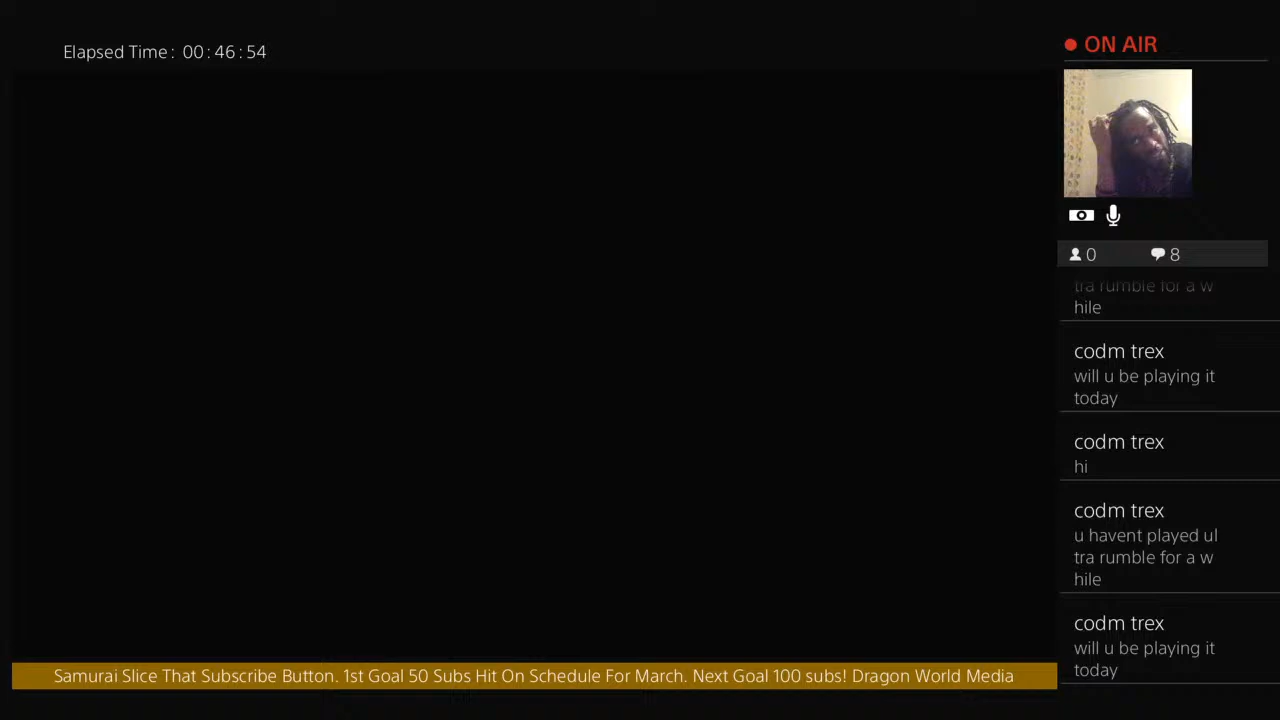 Elapsed Time: 00:46:54
ON AIR
0
8
tra rumble for a w
hile
codm trex
will u be playing it
today
codm trex
hi
codm trex
u havent played ul
tra rumble for a w
hile
codm trex
will u be playing it
today
Samurai Slice That Subscribe Button. 1st Goal 50 Subs Hit On Schedule For March. Next Goal 100 subs! Dragon World Media